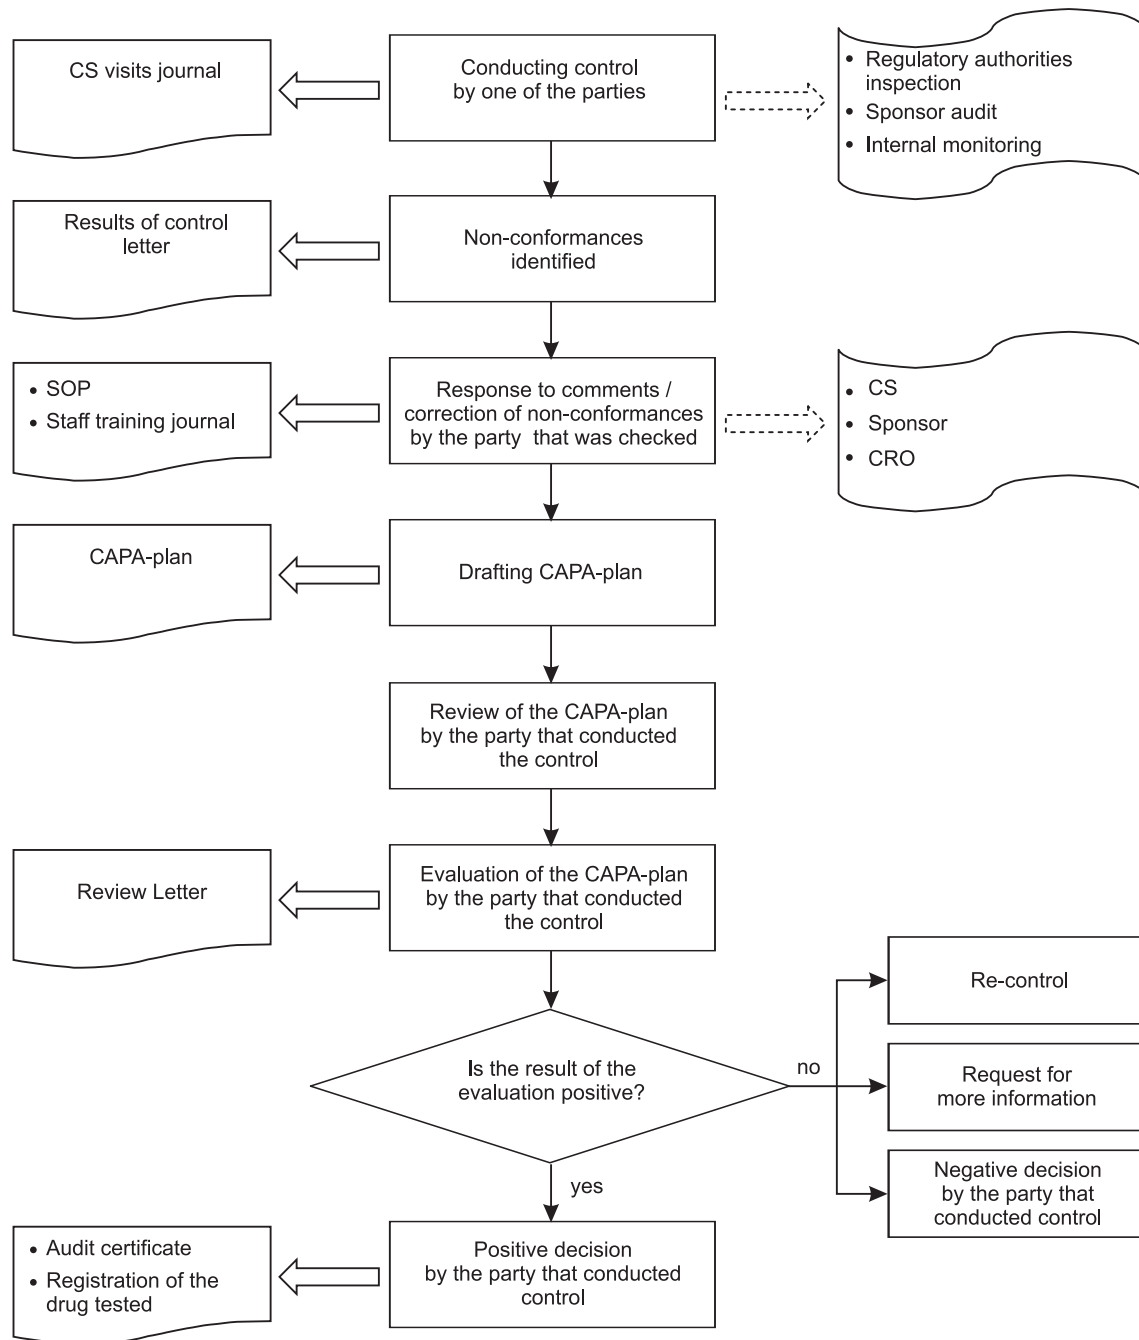 CS visits journal
Conducting control
by one of the parties
• Regulatory authorities
inspection
• Sponsor audit
• Internal monitoring
Results of control
letter
Non-conformances
identified
• SOP
• Staff training journal
Response to comments /
correction of non-conformances
by the party that was checked
• CS
• Sponsor
• CRO
CAPA-plan
Drafting CAPA-plan
Review of the CAPA-plan
by the party that conducted
the control
Review Letter
Evaluation of the CAPA-plan
by the party that conducted
the control
Re-control
Is the result of the
evaluation positive?
no
Request for
more information
yes
Negative decision
by the party that
conducted control
• Audit certificate
• Registration of the
drug tested
Positive decision
by the party that conducted
control